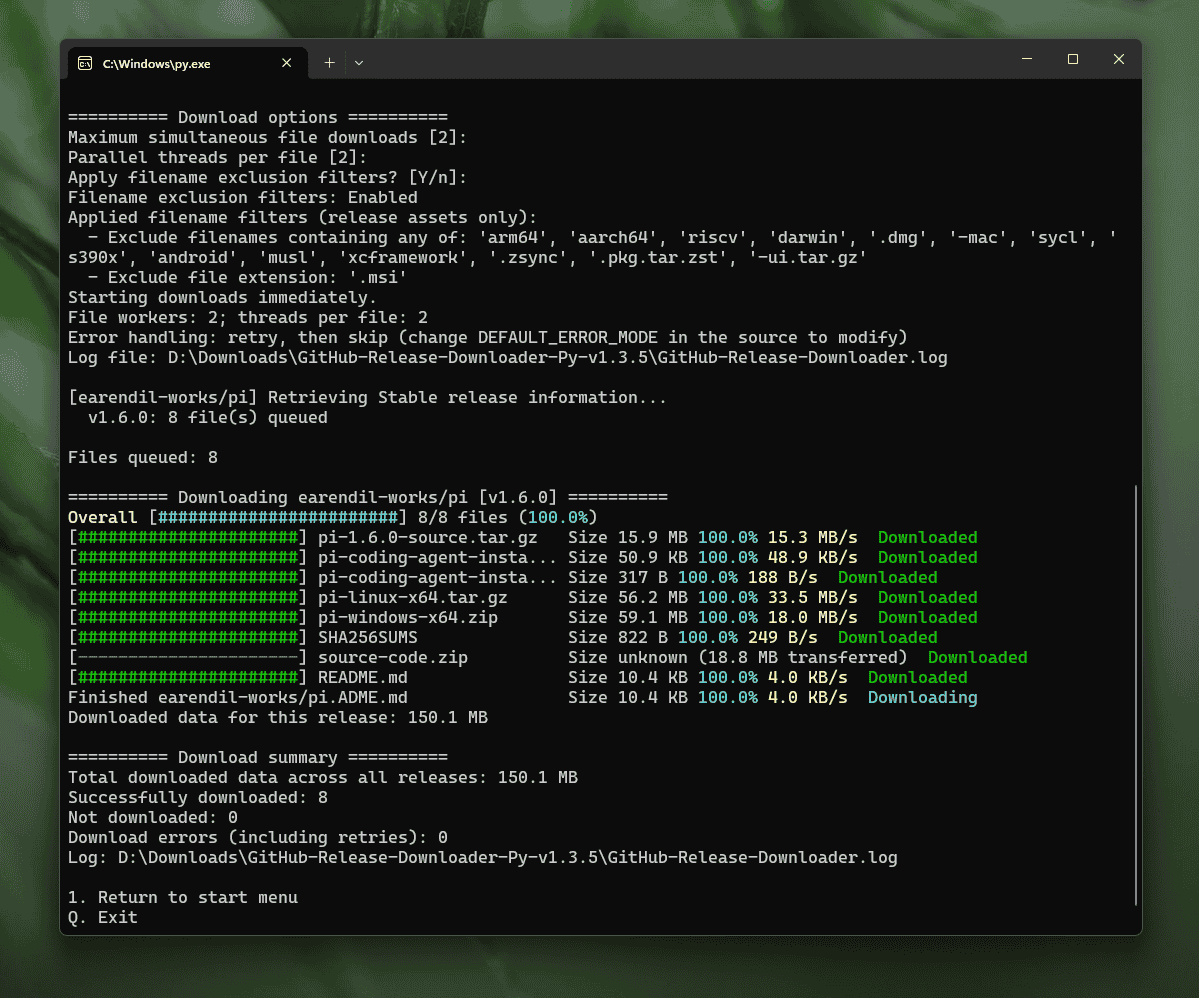 C:\Windows\py.exe
========== Download options ==========
Maximum simultaneous file downloads [2]:
Parallel threads per file [2]:
Apply filename exclusion filters? [Y/n]:
Filename exclusion filters: Enabled
Applied filename filters (release assets only):
  - Exclude filenames containing any of: 'arm64', 'aarch64', 'riscv', 'darwin', '.dmg', '-mac', 'sycl', '
s390x', 'android', 'musl', 'xcframework', '.zsync', '.pkg.tar.zst', '-ui.tar.gz'
  - Exclude file extension: '.msi'
Starting downloads immediately.
File workers: 2; threads per file: 2
Error handling: retry, then skip (change DEFAULT_ERROR_MODE in the source to modify)
Log file: D:\Downloads\GitHub-Release-Downloader-Py-v1.3.5\GitHub-Release-Downloader.log
[earendil-works/pi] Retrieving Stable release information...
  v1.6.0: 8 file(s) queued
Files queued: 8
========== Downloading earendil-works/pi [v1.6.0] ==========
Overall [########################] 8/8 files (100.0%)
[######################] pi-1.6.0-source.tar.gz   Size 15.9 MB 100.0% 15.3 MB/s  Downloaded
[######################] pi-coding-agent-insta... Size 50.9 KB 100.0% 48.9 KB/s  Downloaded
[######################] pi-coding-agent-insta... Size 317 B 100.0% 188 B/s  Downloaded
[######################] pi-linux-x64.tar.gz      Size 56.2 MB 100.0% 33.5 MB/s  Downloaded
[######################] pi-windows-x64.zip       Size 59.1 MB 100.0% 18.0 MB/s  Downloaded
[######################] SHA256SUMS               Size 822 B 100.0% 249 B/s  Downloaded
[----------------------] source-code.zip          Size unknown (18.8 MB transferred)  Downloaded
[######################] README.md                Size 10.4 KB 100.0% 4.0 KB/s  Downloaded
Finished earendil-works/pi.ADME.md                Size 10.4 KB 100.0% 4.0 KB/s  Downloading
Downloaded data for this release: 150.1 MB
========== Download summary ==========
Total downloaded data across all releases: 150.1 MB
Successfully downloaded: 8
Not downloaded: 0
Download errors (including retries): 0
Log: D:\Downloads\GitHub-Release-Downloader-Py-v1.3.5\GitHub-Release-Downloader.log
1. Return to start menu
Q. Exit